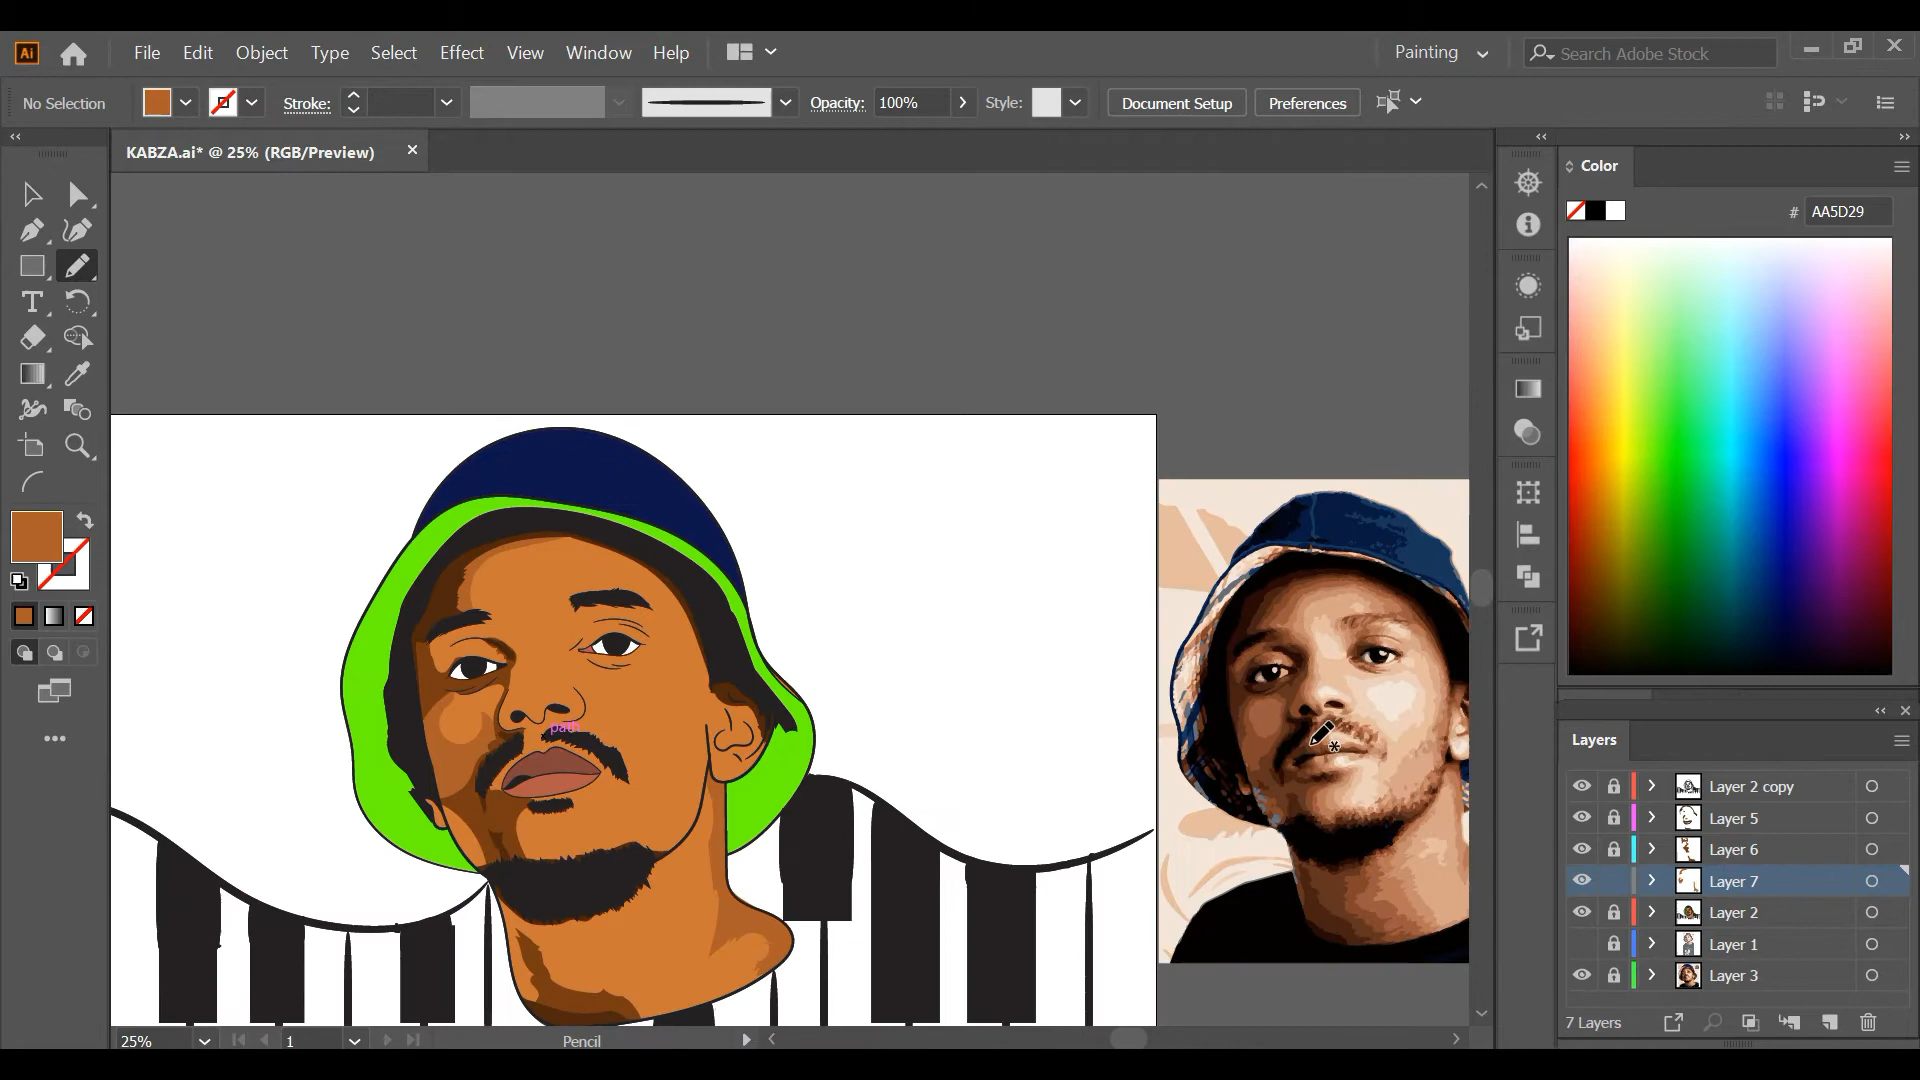 Ai File Edit Object Type Select Effect View Window Help Painting Search Adobe Stock
No Selection Stroke: Opacity: 100% Style: Document Setup Preferences
KABZA.ai* @ 25% (RGB/Preview)
Color
# AA5D29
path
Layers
Layer 2 copy
Layer 5
Layer 6
Layer 7
Layer 2
Layer 1
Layer 3
7 Layers
25% 1 Pencil